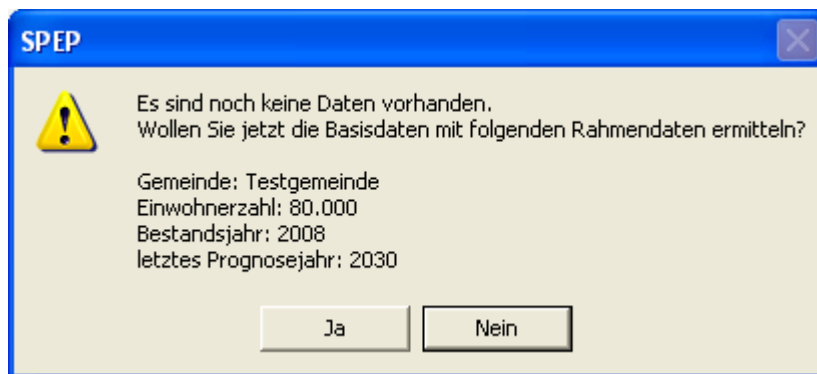 SPEP
Es sind noch keine Daten vorhanden.
Wollen Sie jetzt die Basisdaten mit folgenden Rahmendaten ermitteln?
Gemeinde: Testgemeinde
Einwohnerzahl: 80.000
Bestandsjahr: 2008
letztes Prognosejahr: 2030
Ja
Nein